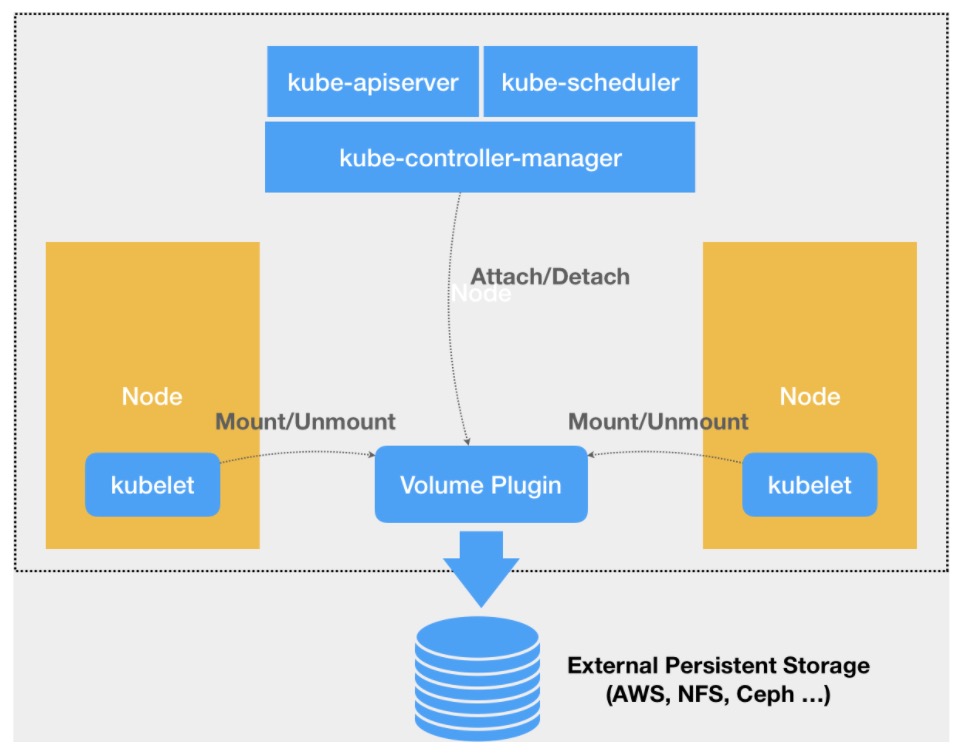 kube-apiserver
kube-scheduler
kube-controller-manager
Attach/Detach
Node
Node
Node
Mount/Unmount
Mount/Unmount
kubelet
Volume Plugin
kubelet
External Persistent Storage
(AWS, NFS, Ceph ...)